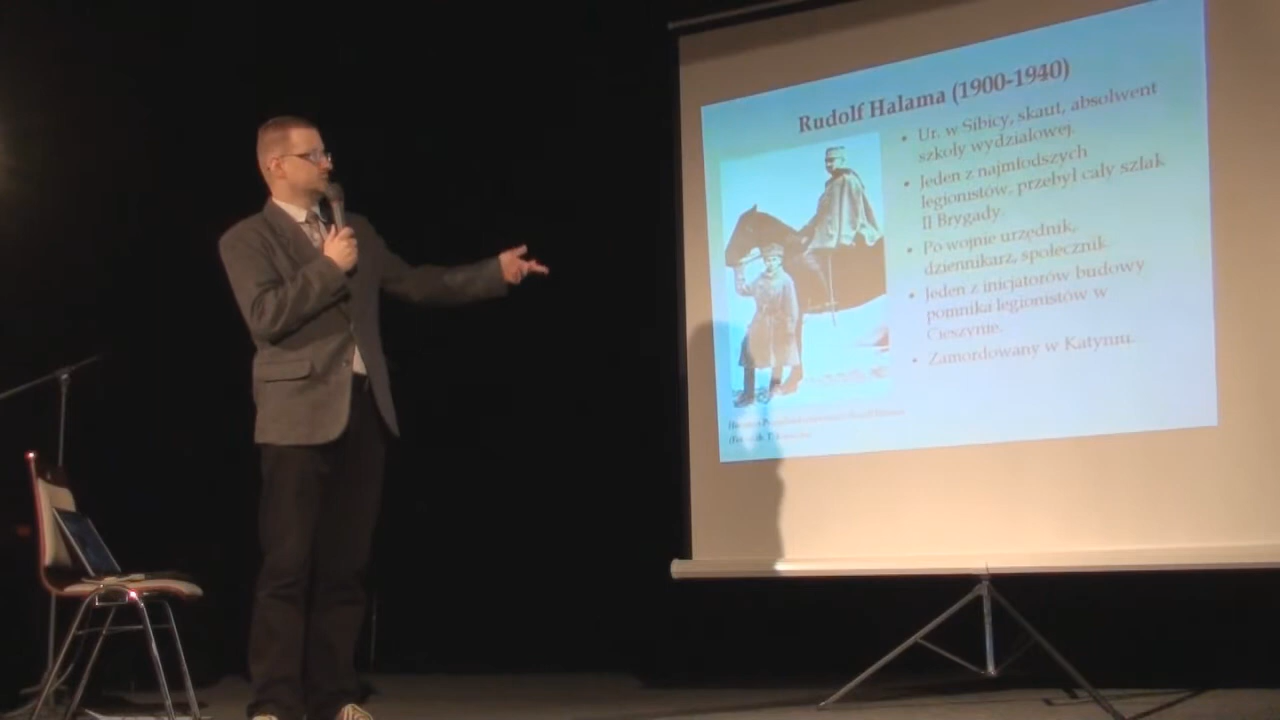 Rudolf Halama (1900-1940)
• Ur. w Sibicy, skaut, absolwent
szkoły wydziałowej.
• Jeden z najmłodszych
legionistów, przebył cały szlak
II Brygady.
• Po wojnie urzędnik,
dziennikarz, społecznik.
• Jeden z inicjatorów budowy
pomnika legionistów w
Cieszynie.
• Zamordowany w Katyniu.